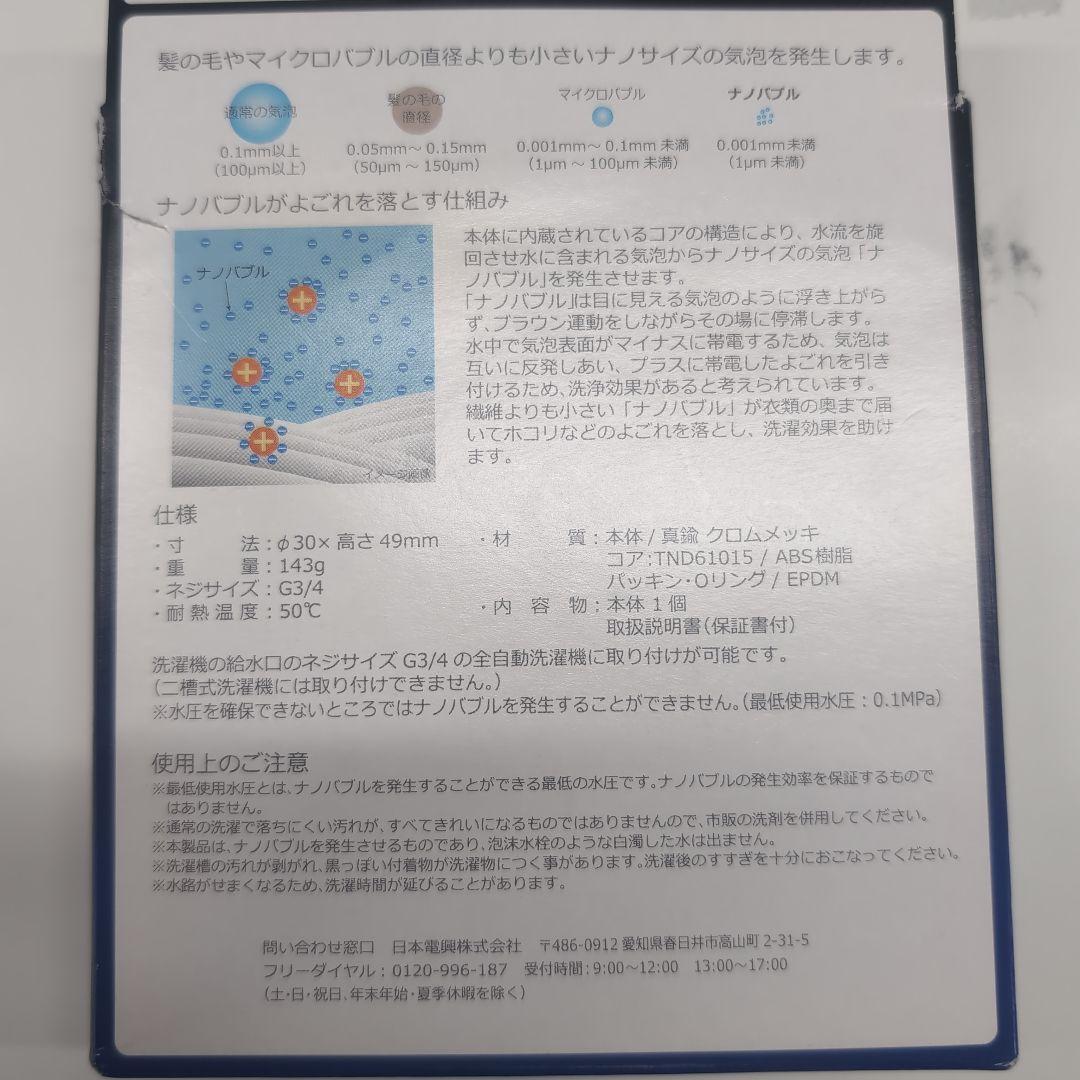 髪の毛やマイクロバブルの直径よりも小さいナノサイズの気泡を発生します。
通常の気泡
0.1mm以上
（100μm以上）
髪の毛の
直径
0.05mm～0.15mm
（50μm～150μm）
マイクロバブル
0.001mm～0.1mm未満
（1μm～100μm未満）
ナノバブル
0.001mm未満
（1μm未満）
ナノバブルがよごれを落とす仕組み
ナノバブル
イメージ画像
本体に内蔵されているコアの構造により、水流を旋
回させ水に含まれる気泡からナノサイズの気泡「ナ
ノバブル」を発生させます。
「ナノバブル」は目に見える気泡のように浮き上がら
ず、ブラウン運動をしながらその場に停滞します。
水中で気泡表面がマイナスに帯電するため、気泡は
互いに反発しあい、プラスに帯電したよごれを引き
付けるため、洗浄効果があると考えられています。
繊維よりも小さい「ナノバブル」が衣類の奥まで届
いてホコリなどのよごれを落とし、洗濯効果を助け
ます。
仕様
・寸法：φ30×高さ49mm
・重量：143g
・ネジサイズ：G3/4
・耐熱温度：50℃
・材質：本体/真鍮 クロムメッキ
コア：TND61015 / ABS樹脂
パッキン・Oリング / EPDM
・内容物：本体1個
取扱説明書（保証書付）
洗濯機の給水口のネジサイズG3/4の全自動洗濯機に取り付けが可能です。
（二槽式洗濯機には取り付けできません。）
※水圧を確保できないところではナノバブルを発生することができません。（最低使用水圧：0.1MPa）
使用上のご注意
※最低使用水圧とは、ナノバブルを発生することができる最低の水圧です。ナノバブルの発生効率を保証するもので
はありません。
※通常の洗濯で落ちにくい汚れが、すべてきれいになるものではありませんので、市販の洗剤を併用してください。
※本製品は、ナノバブルを発生させるものであり、泡沫水栓のような白濁した水は出ません。
※洗濯槽の汚れが剥がれ、黒っぽい付着物が洗濯物につく事があります。洗濯後のすすぎを十分におこなってください。
※水路がせまくなるため、洗濯時間が延びることがあります。
問い合わせ窓口 日本電興株式会社 〒486-0912 愛知県春日井市高山町2-31-5
フリーダイヤル：0120-996-187 受付時間：9:00～12:00 13:00～17:00
（土・日・祝日、年末年始・夏季休暇を除く）